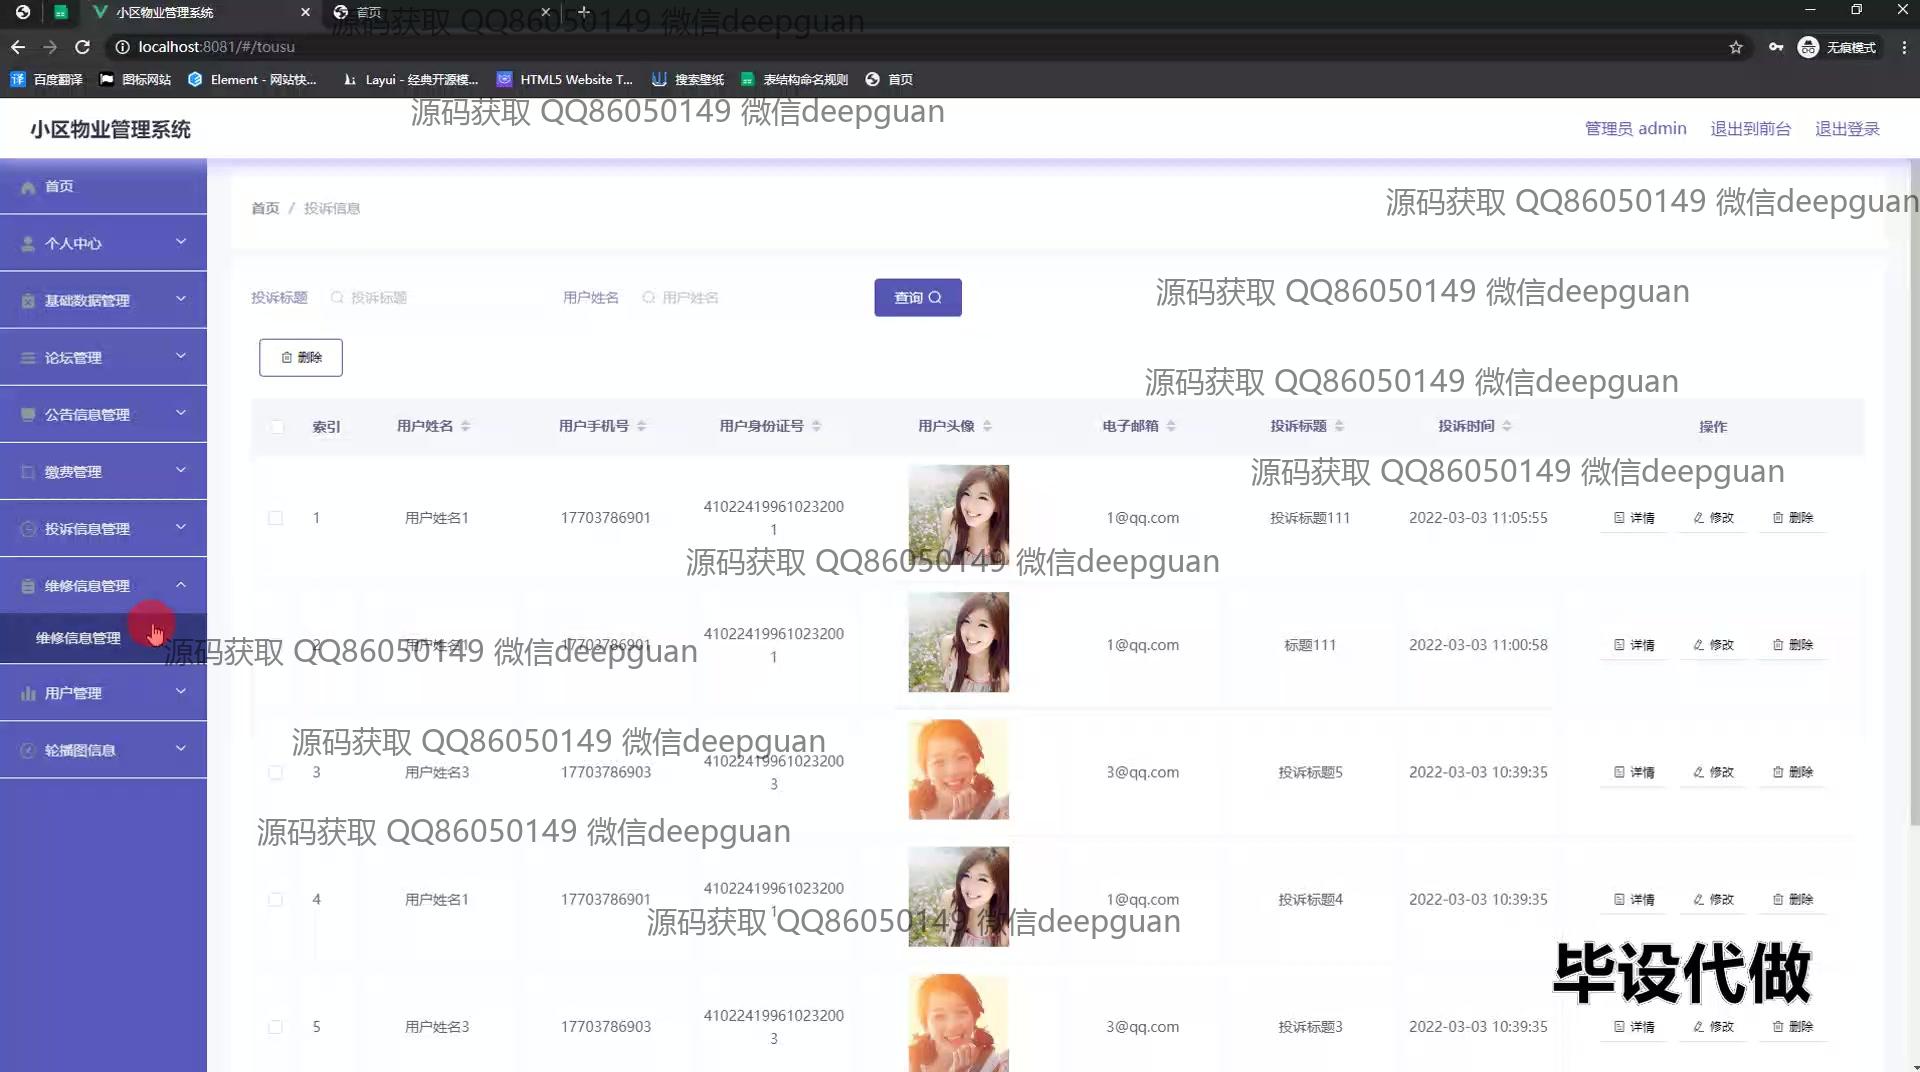 小区物业管理系统
首页
localhost:8081/#/tousu
无痕模式
百度翻译
图标网站
Element - 网站快...
Layui - 经典开源模...
HTML5 Website T...
搜索壁纸
表结构命名规则
首页
源码获取 QQ86050149 微信deepguan
源码获取 QQ86050149 微信deepguan
小区物业管理系统
管理员 admin
退出到前台
退出登录
首页
个人中心
基础数据管理
论坛管理
公告信息管理
缴费管理
投诉信息管理
维修信息管理
维修信息管理
用户管理
轮播图信息
首页 / 投诉信息
源码获取 QQ86050149 微信deepguan
投诉标题 投诉标题
用户姓名 用户姓名
查询
源码获取 QQ86050149 微信deepguan
删除
源码获取 QQ86050149 微信deepguan
索引 用户姓名 用户手机号 用户身份证号 用户头像 电子邮箱 投诉标题 投诉时间 操作
源码获取 QQ86050149 微信deepguan
1 用户姓名1 17703786901 410224199610232001 1@qq.com 投诉标题111 2022-03-03 11:05:55 详情 修改 删除
源码获取 QQ86050149 微信deepguan
2 用户姓名1 17703786901 410224199610232001 1@qq.com 标题111 2022-03-03 11:00:58 详情 修改 删除
源码获取 QQ86050149 微信deepguan
源码获取 QQ86050149 微信deepguan
3 用户姓名3 17703786903 410224199610232003 3@qq.com 投诉标题5 2022-03-03 10:39:35 详情 修改 删除
源码获取 QQ86050149 微信deepguan
4 用户姓名1 17703786901 410224199610232001 1@qq.com 投诉标题4 2022-03-03 10:39:35 详情 修改 删除
源码获取 QQ86050149 微信deepguan
毕设代做
5 用户姓名3 17703786903 410224199610232003 3@qq.com 投诉标题3 2022-03-03 10:39:35 详情 修改 删除